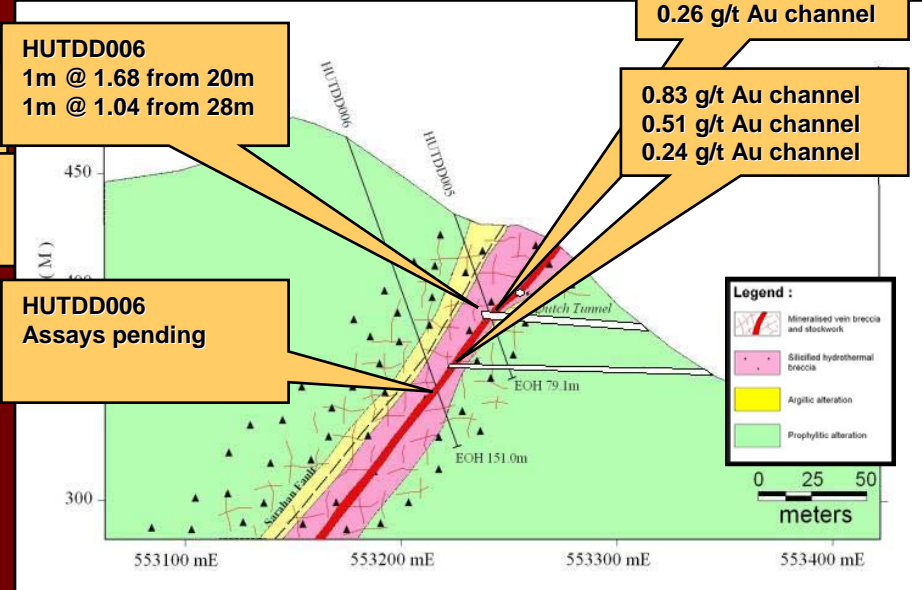 0.26 g/t Au channel
HUTDD006
1m @ 1.68 from 20m
1m @ 1.04 from 28m
0.83 g/t Au channel
0.51 g/t Au channel
0.24 g/t Au channel
HUTDD006
HUTDD005
450
( M )
HUTDD006
Assays pending
Dutch Tunnel
EOH 79.1m
EOH 151.0m
Sarahan Fault
300
Legend :
Mineralised vein breccia
and stockwork
Silicified hydrothermal
breccia
Argillic alteration
Prophylitic alteration
0 25 50
meters
553100 mE
553200 mE
553300 mE
553400 mE